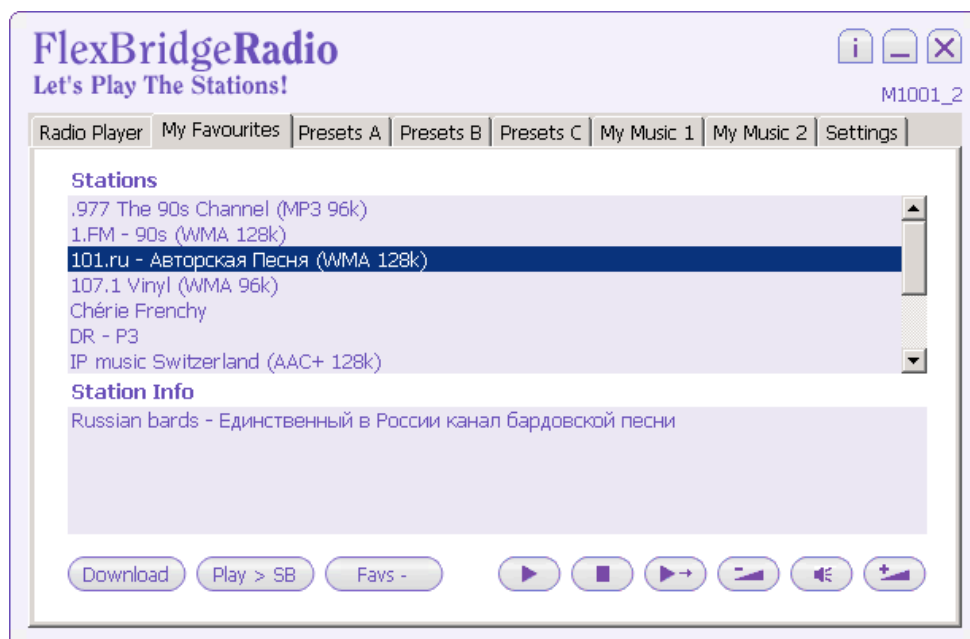 FlexBridgeRadio
Let's Play The Stations!
i
M1001_2
Radio Player My Favourites Presets A Presets B Presets C My Music 1 My Music 2 Settings
Stations
.977 The 90s Channel (MP3 96k)
1.FM - 90s (WMA 128k)
101.ru - Авторская Песня (WMA 128k)
107.1 Vinyl (WMA 96k)
Chérie Frenchy
DR - P3
IP music Switzerland (AAC+ 128k)
Station Info
Russian bards - Единственный в России канал бардовской песни
Download Play > SB Favs -